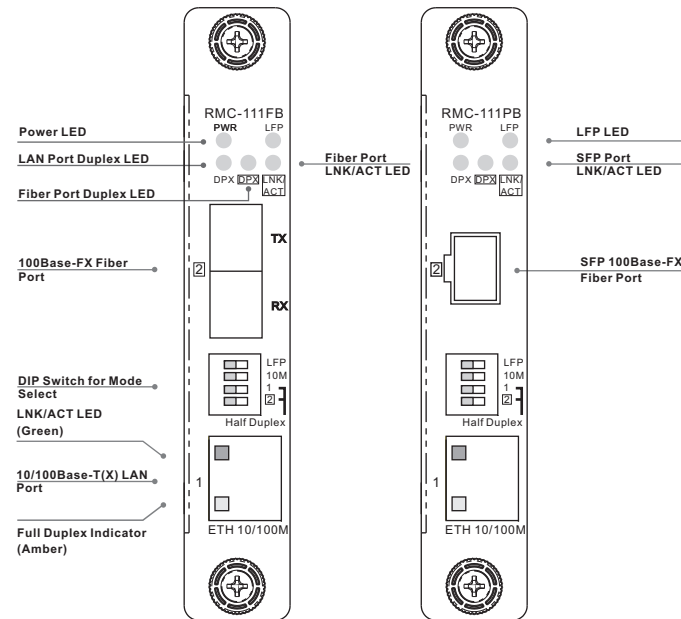 RMC-111FB
PWR LFP
DPX DPX LNK/
ACT
Power LED
LAN Port Duplex LED
Fiber Port Duplex LED
Fiber Port
LNK/ACT LED
100Base-FX Fiber
Port
2
TX
RX
DIP Switch for Mode
Select
LFP
10M
1
2
Half Duplex
LNK/ACT LED
(Green)
10/100Base-T(X) LAN
Port
1
Full Duplex Indicator
(Amber)
ETH 10/100M
RMC-111PB
PWR LFP
DPX DPX LNK/
ACT
LFP LED
SFP Port
LNK/ACT LED
2
SFP 100Base-FX
Fiber Port
LFP
10M
1
2
Half Duplex
1
ETH 10/100M